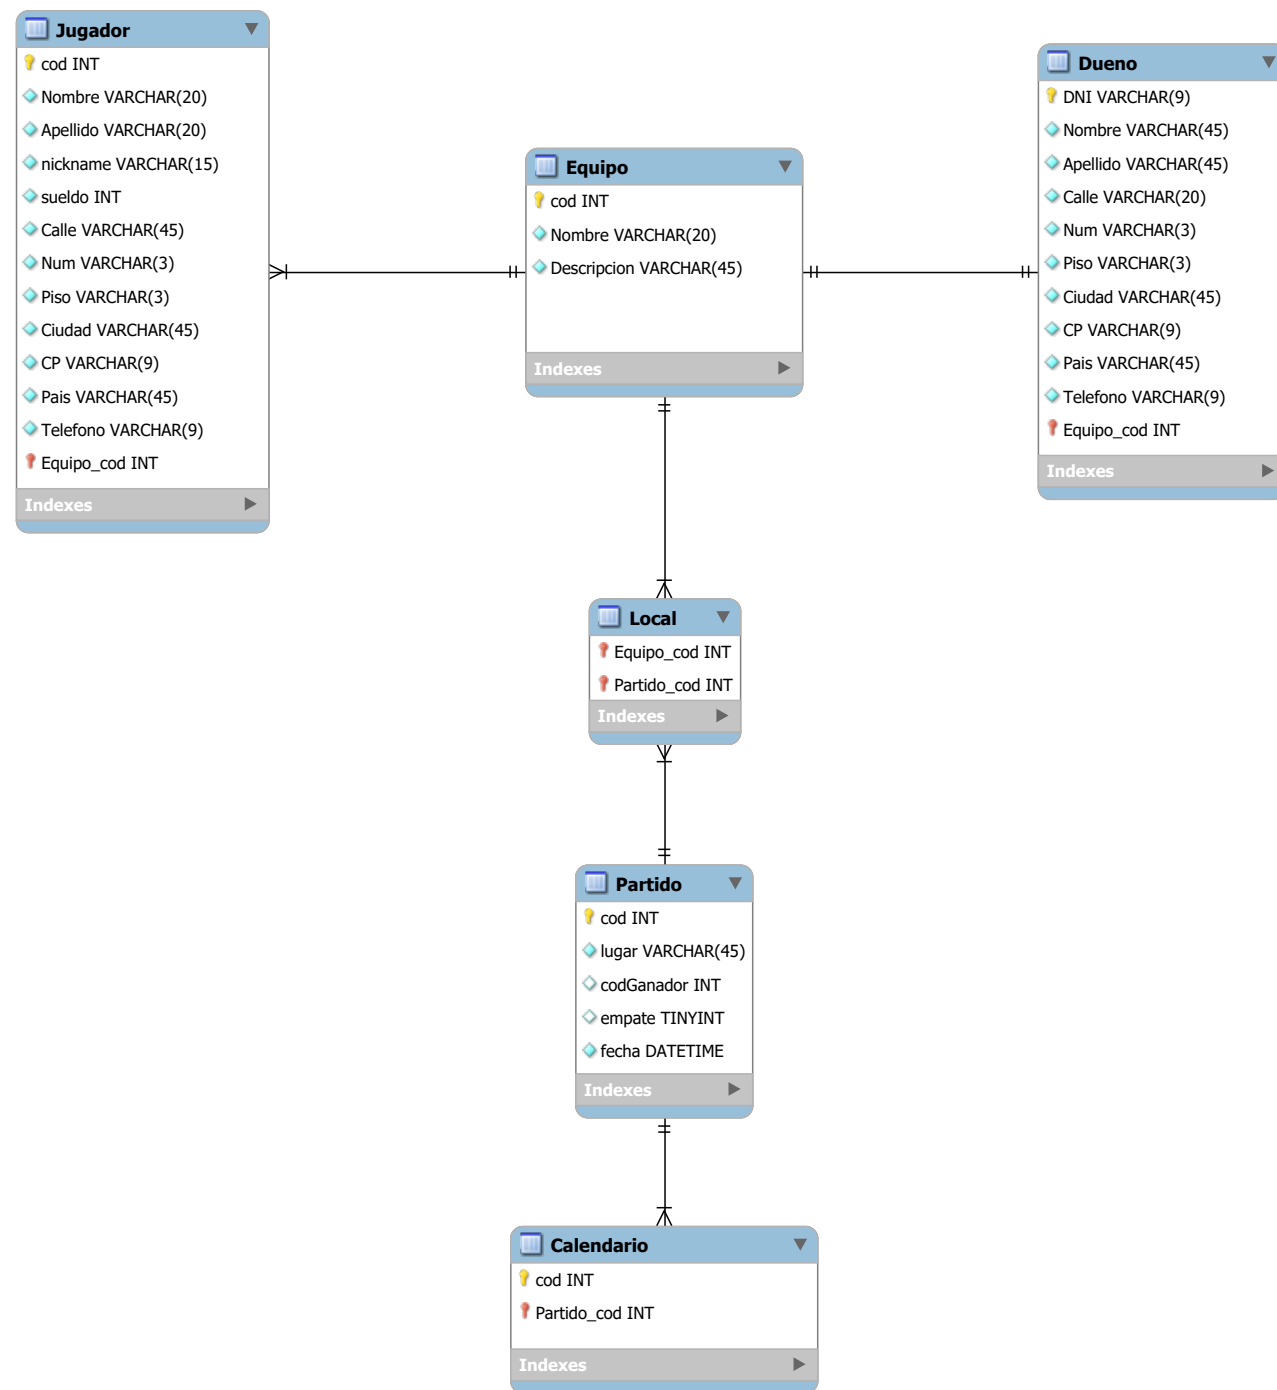 Jugador
cod INT
Nombre VARCHAR(20)
Apellido VARCHAR(20)
nickname VARCHAR(15)
sueldo INT
Calle VARCHAR(45)
Num VARCHAR(3)
Piso VARCHAR(3)
Ciudad VARCHAR(45)
CP VARCHAR(9)
Pais VARCHAR(45)
Telefono VARCHAR(9)
Equipo_cod INT
Indexes
Equipo
cod INT
Nombre VARCHAR(20)
Descripcion VARCHAR(45)
Indexes
Dueno
DNI VARCHAR(9)
Nombre VARCHAR(45)
Apellido VARCHAR(45)
Calle VARCHAR(20)
Num VARCHAR(3)
Piso VARCHAR(3)
Ciudad VARCHAR(45)
CP VARCHAR(9)
Pais VARCHAR(45)
Telefono VARCHAR(9)
Equipo_cod INT
Indexes
Local
Equipo_cod INT
Partido_cod INT
Indexes
Partido
cod INT
lugar VARCHAR(45)
codGanador INT
empate TINYINT
fecha DATETIME
Indexes
Calendario
cod INT
Partido_cod INT
Indexes